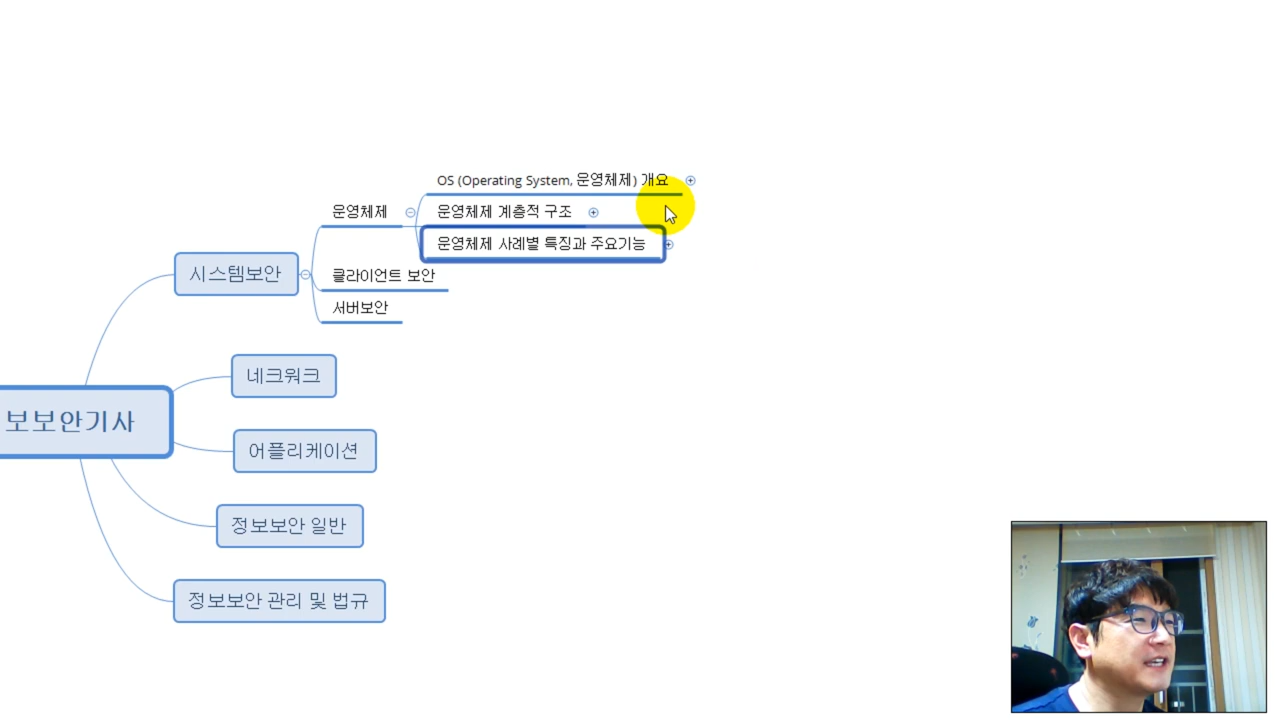 OS (Operating System, 운영체제) 개요
운영체제
운영체제 계층적 구조
운영체제 사례별 특징과 주요기능
시스템보안
클라이언트 보안
서버보안
네크워크
보보안기사
어플리케이션
정보보안 일반
정보보안 관리 및 법규